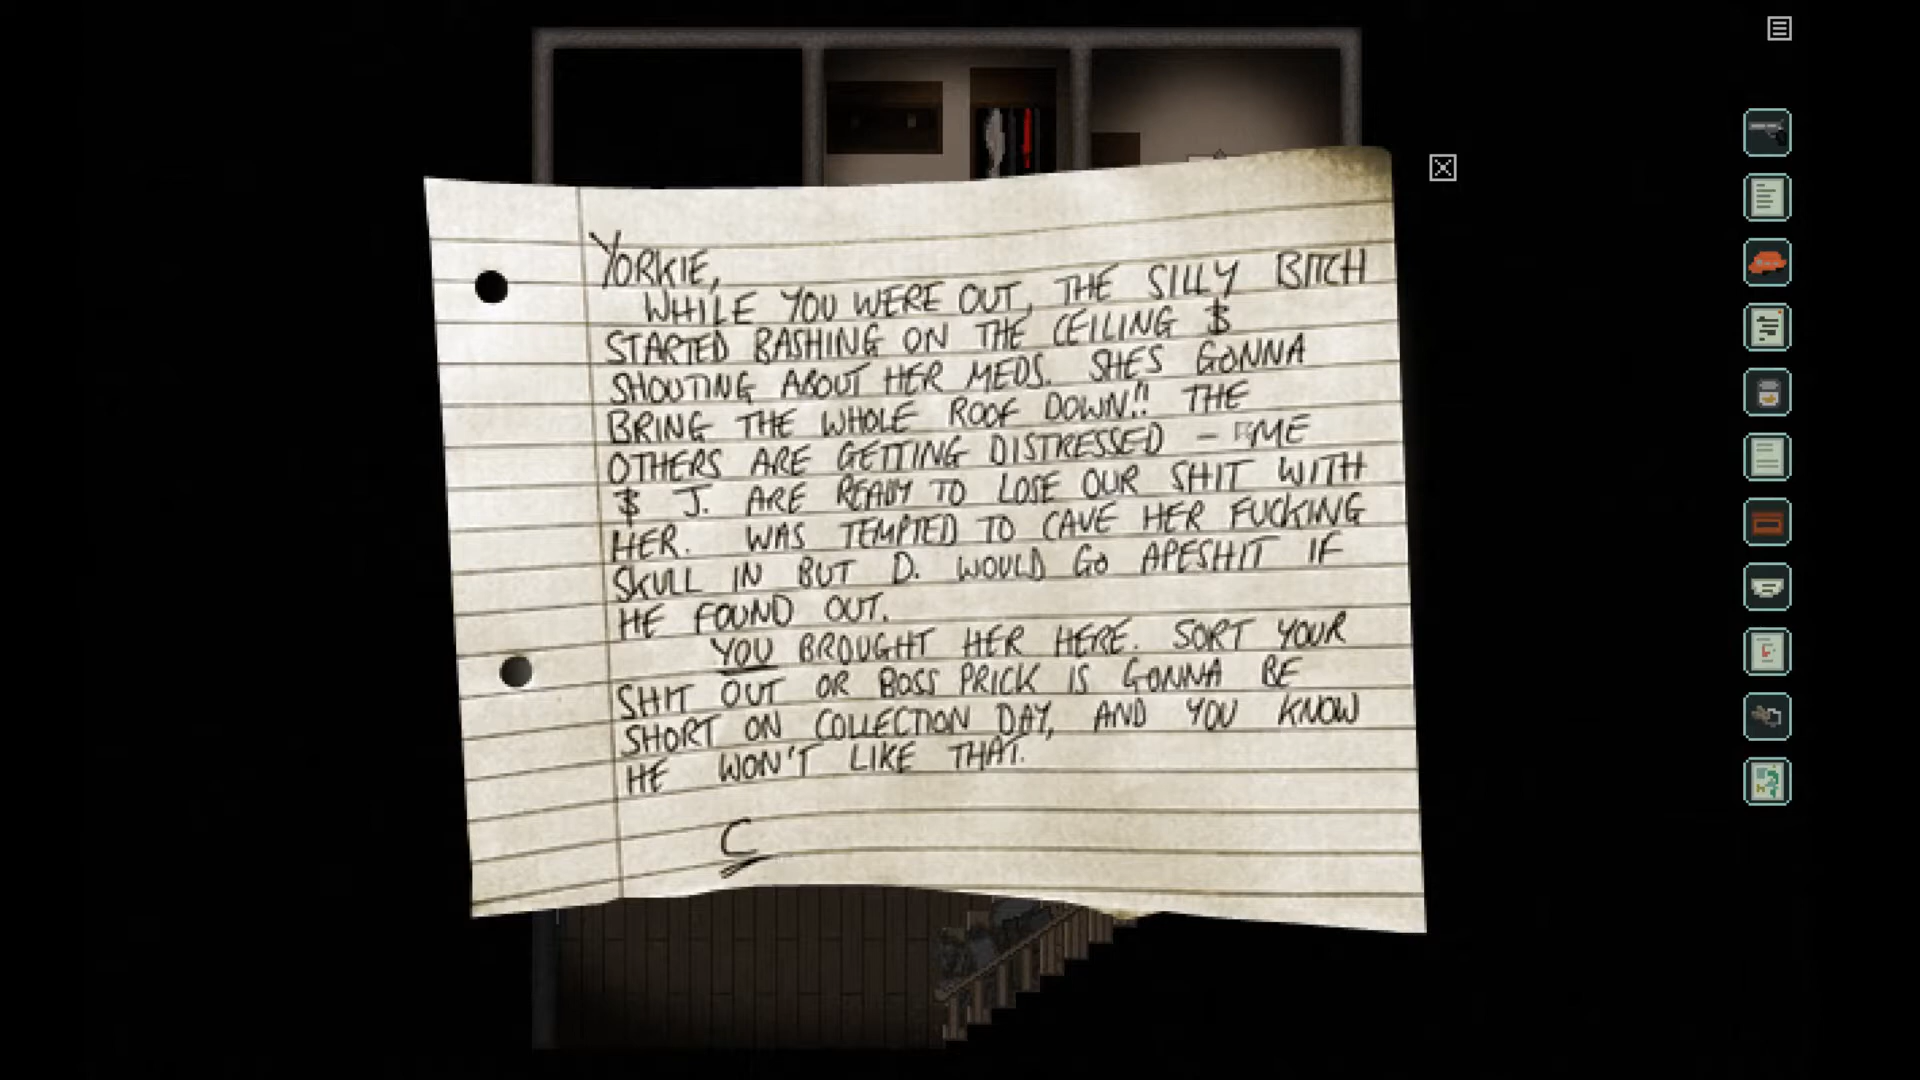 YORKIE,
WHILE YOU WERE OUT, THE SILLY BITCH
STARTED BASHING ON THE CEILING $
SHOUTING ABOUT HER MEDS. SHES GONNA
BRING THE WHOLE ROOF DOWN!! THE
OTHERS ARE GETTING DISTRESSED - ME
$ J. ARE READY TO LOSE OUR SHIT WITH
HER. WAS TEMPTED TO CAVE HER FUCKING
SKULL IN BUT D. WOULD GO APESHIT IF
HE FOUND OUT.
YOU BROUGHT HER HERE. SORT YOUR
SHIT OUT OR BOSS PRICK IS GONNA BE
SHORT ON COLLECTION DAY, AND YOU KNOW
HE WON'T LIKE THAT.
C